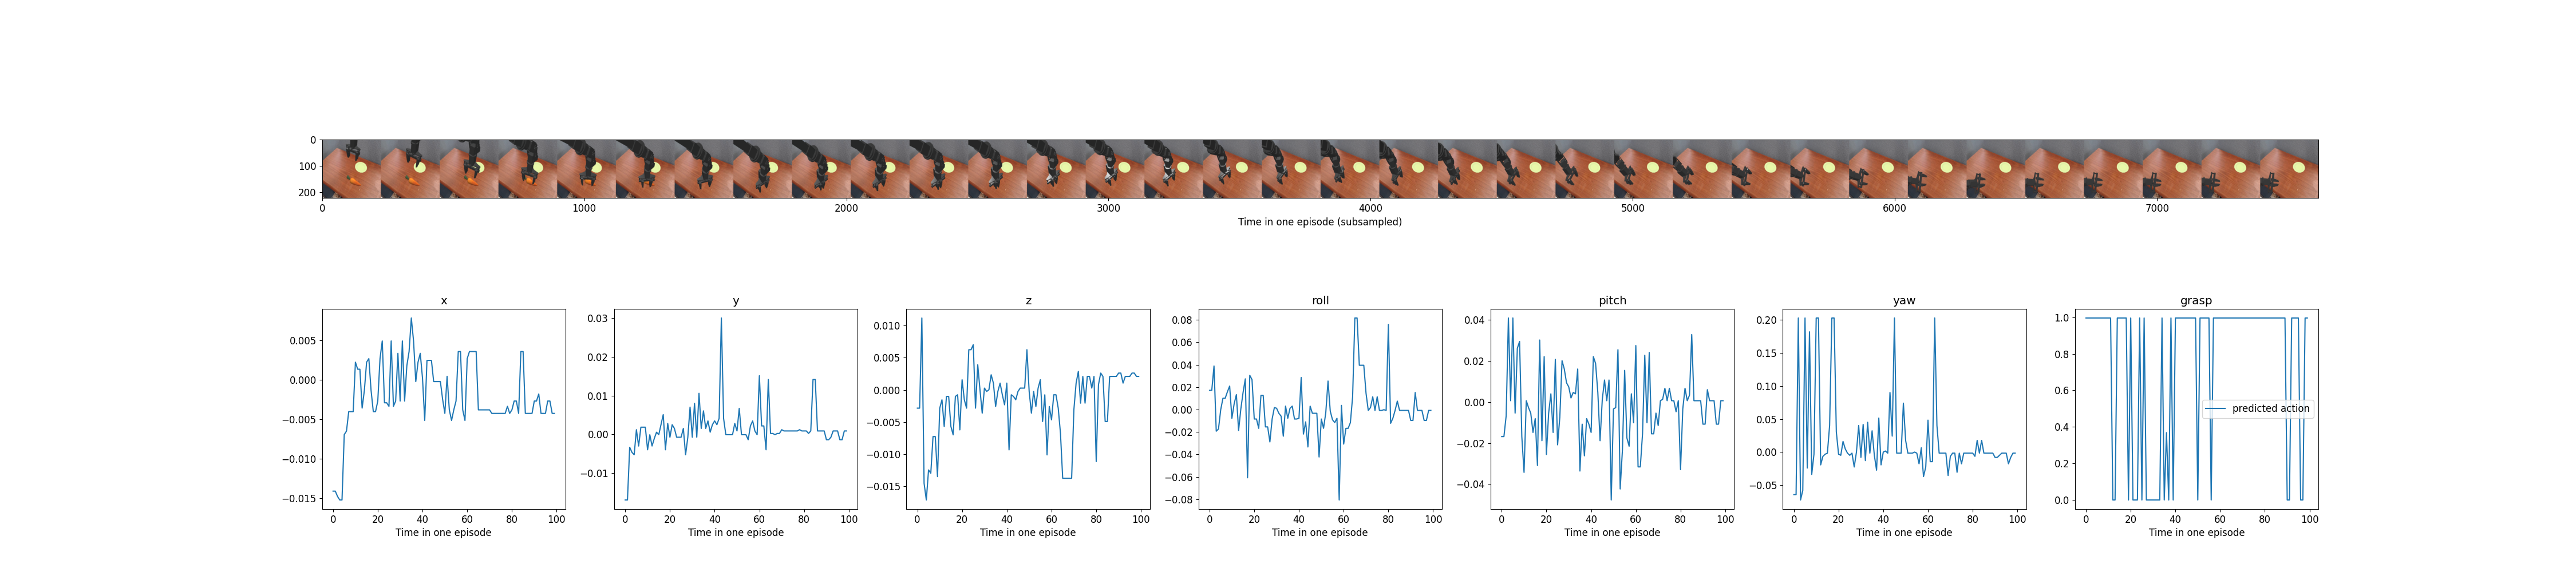 0
100
200
0 1000 2000 3000 4000 5000 6000 7000
Time in one episode (subsampled)
x
0.005
0.000
−0.005
−0.010
−0.015
0 20 40 60 80 100
Time in one episode
y
0.03
0.02
0.01
0.00
−0.01
0 20 40 60 80 100
Time in one episode
z
0.010
0.005
0.000
−0.005
−0.010
−0.015
0 20 40 60 80 100
Time in one episode
roll
0.08
0.06
0.04
0.02
0.00
−0.02
−0.04
−0.06
−0.08
0 20 40 60 80 100
Time in one episode
pitch
0.04
0.02
0.00
−0.02
−0.04
0 20 40 60 80 100
Time in one episode
yaw
0.20
0.15
0.10
0.05
0.00
−0.05
0 20 40 60 80 100
Time in one episode
grasp
1.0
0.8
0.6
0.4
0.2
0.0
predicted action
0 20 40 60 80 100
Time in one episode